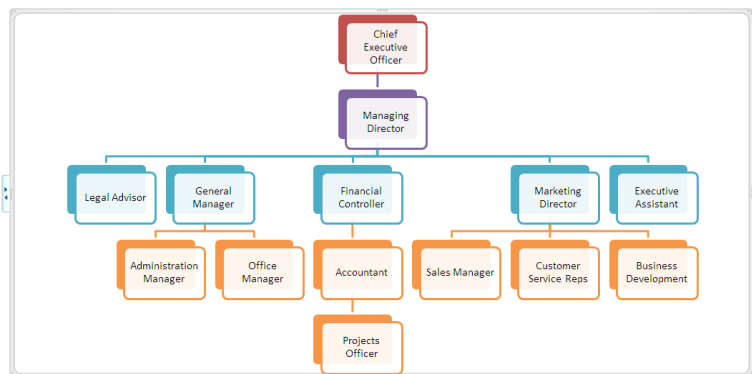 Chief
Executive
Officer
Managing
Director
Legal Advisor
General
Manager
Financial
Controller
Marketing
Director
Executive
Assistant
Administration
Manager
Office
Manager
Accountant
Sales Manager
Customer
Service Reps
Business
Development
Projects
Officer